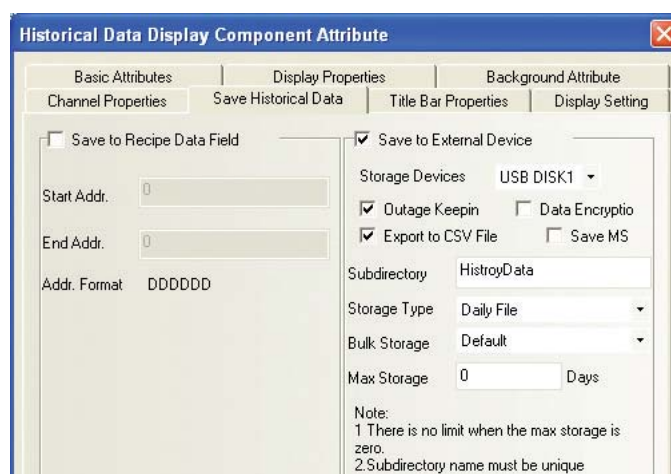 Historical Data Display Component Attribute
Basic Attributes Display Properties Background Attribute
Channel Properties Save Historical Data Title Bar Properties Display Setting
Save to Recipe Data Field
Start Addr. 0
End Addr. 0
Addr. Format DDDDDD
Save to External Device
Storage Devices USB DISK1
Outage Keepin Data Encryptio
Export to CSV File Save MS
Subdirectory HistroyData
Storage Type Daily File
Bulk Storage Default
Max Storage 0 Days
Note:
1 There is no limit when the max storage is
zero.
2.Subdirectory name must be unique